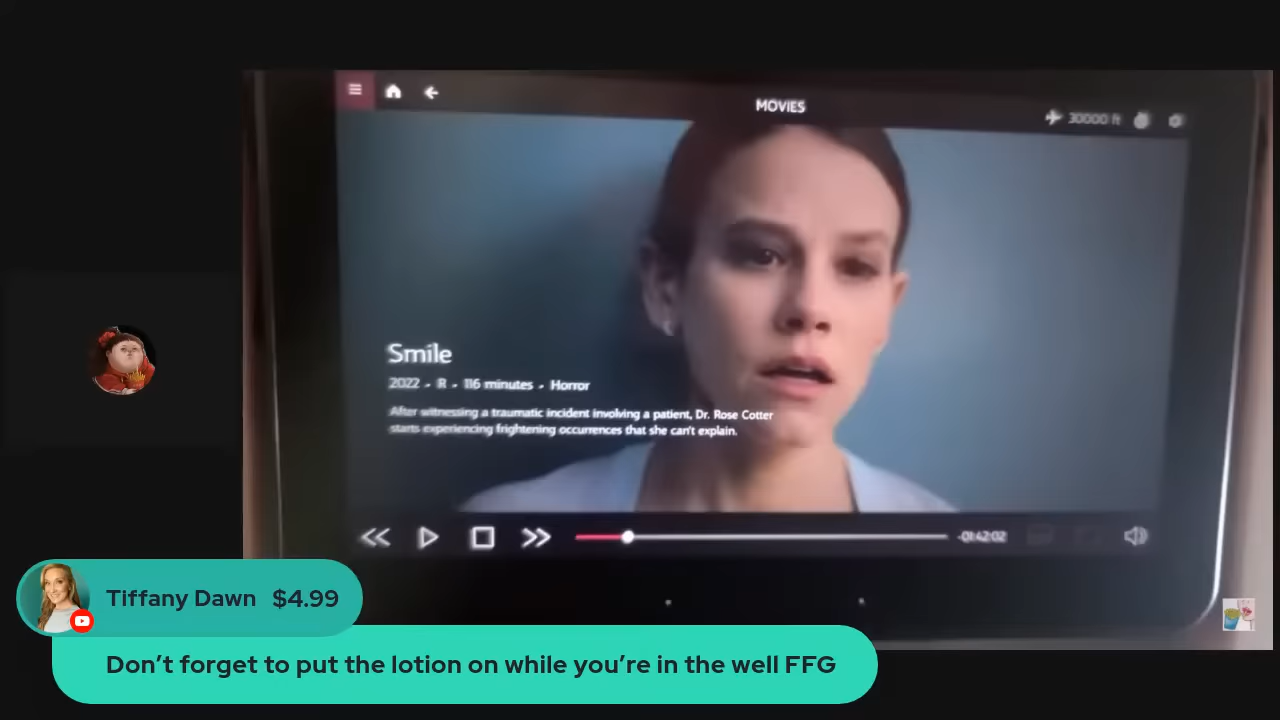 MOVIES
30000 ft
Smile
2022 - R - 116 minutes - Horror
After witnessing a traumatic incident involving a patient, Dr. Rose Cotter
starts experiencing frightening occurrences that she can't explain.
-01:42:02
Tiffany Dawn $4.99
Don’t forget to put the lotion on while you’re in the well FFG